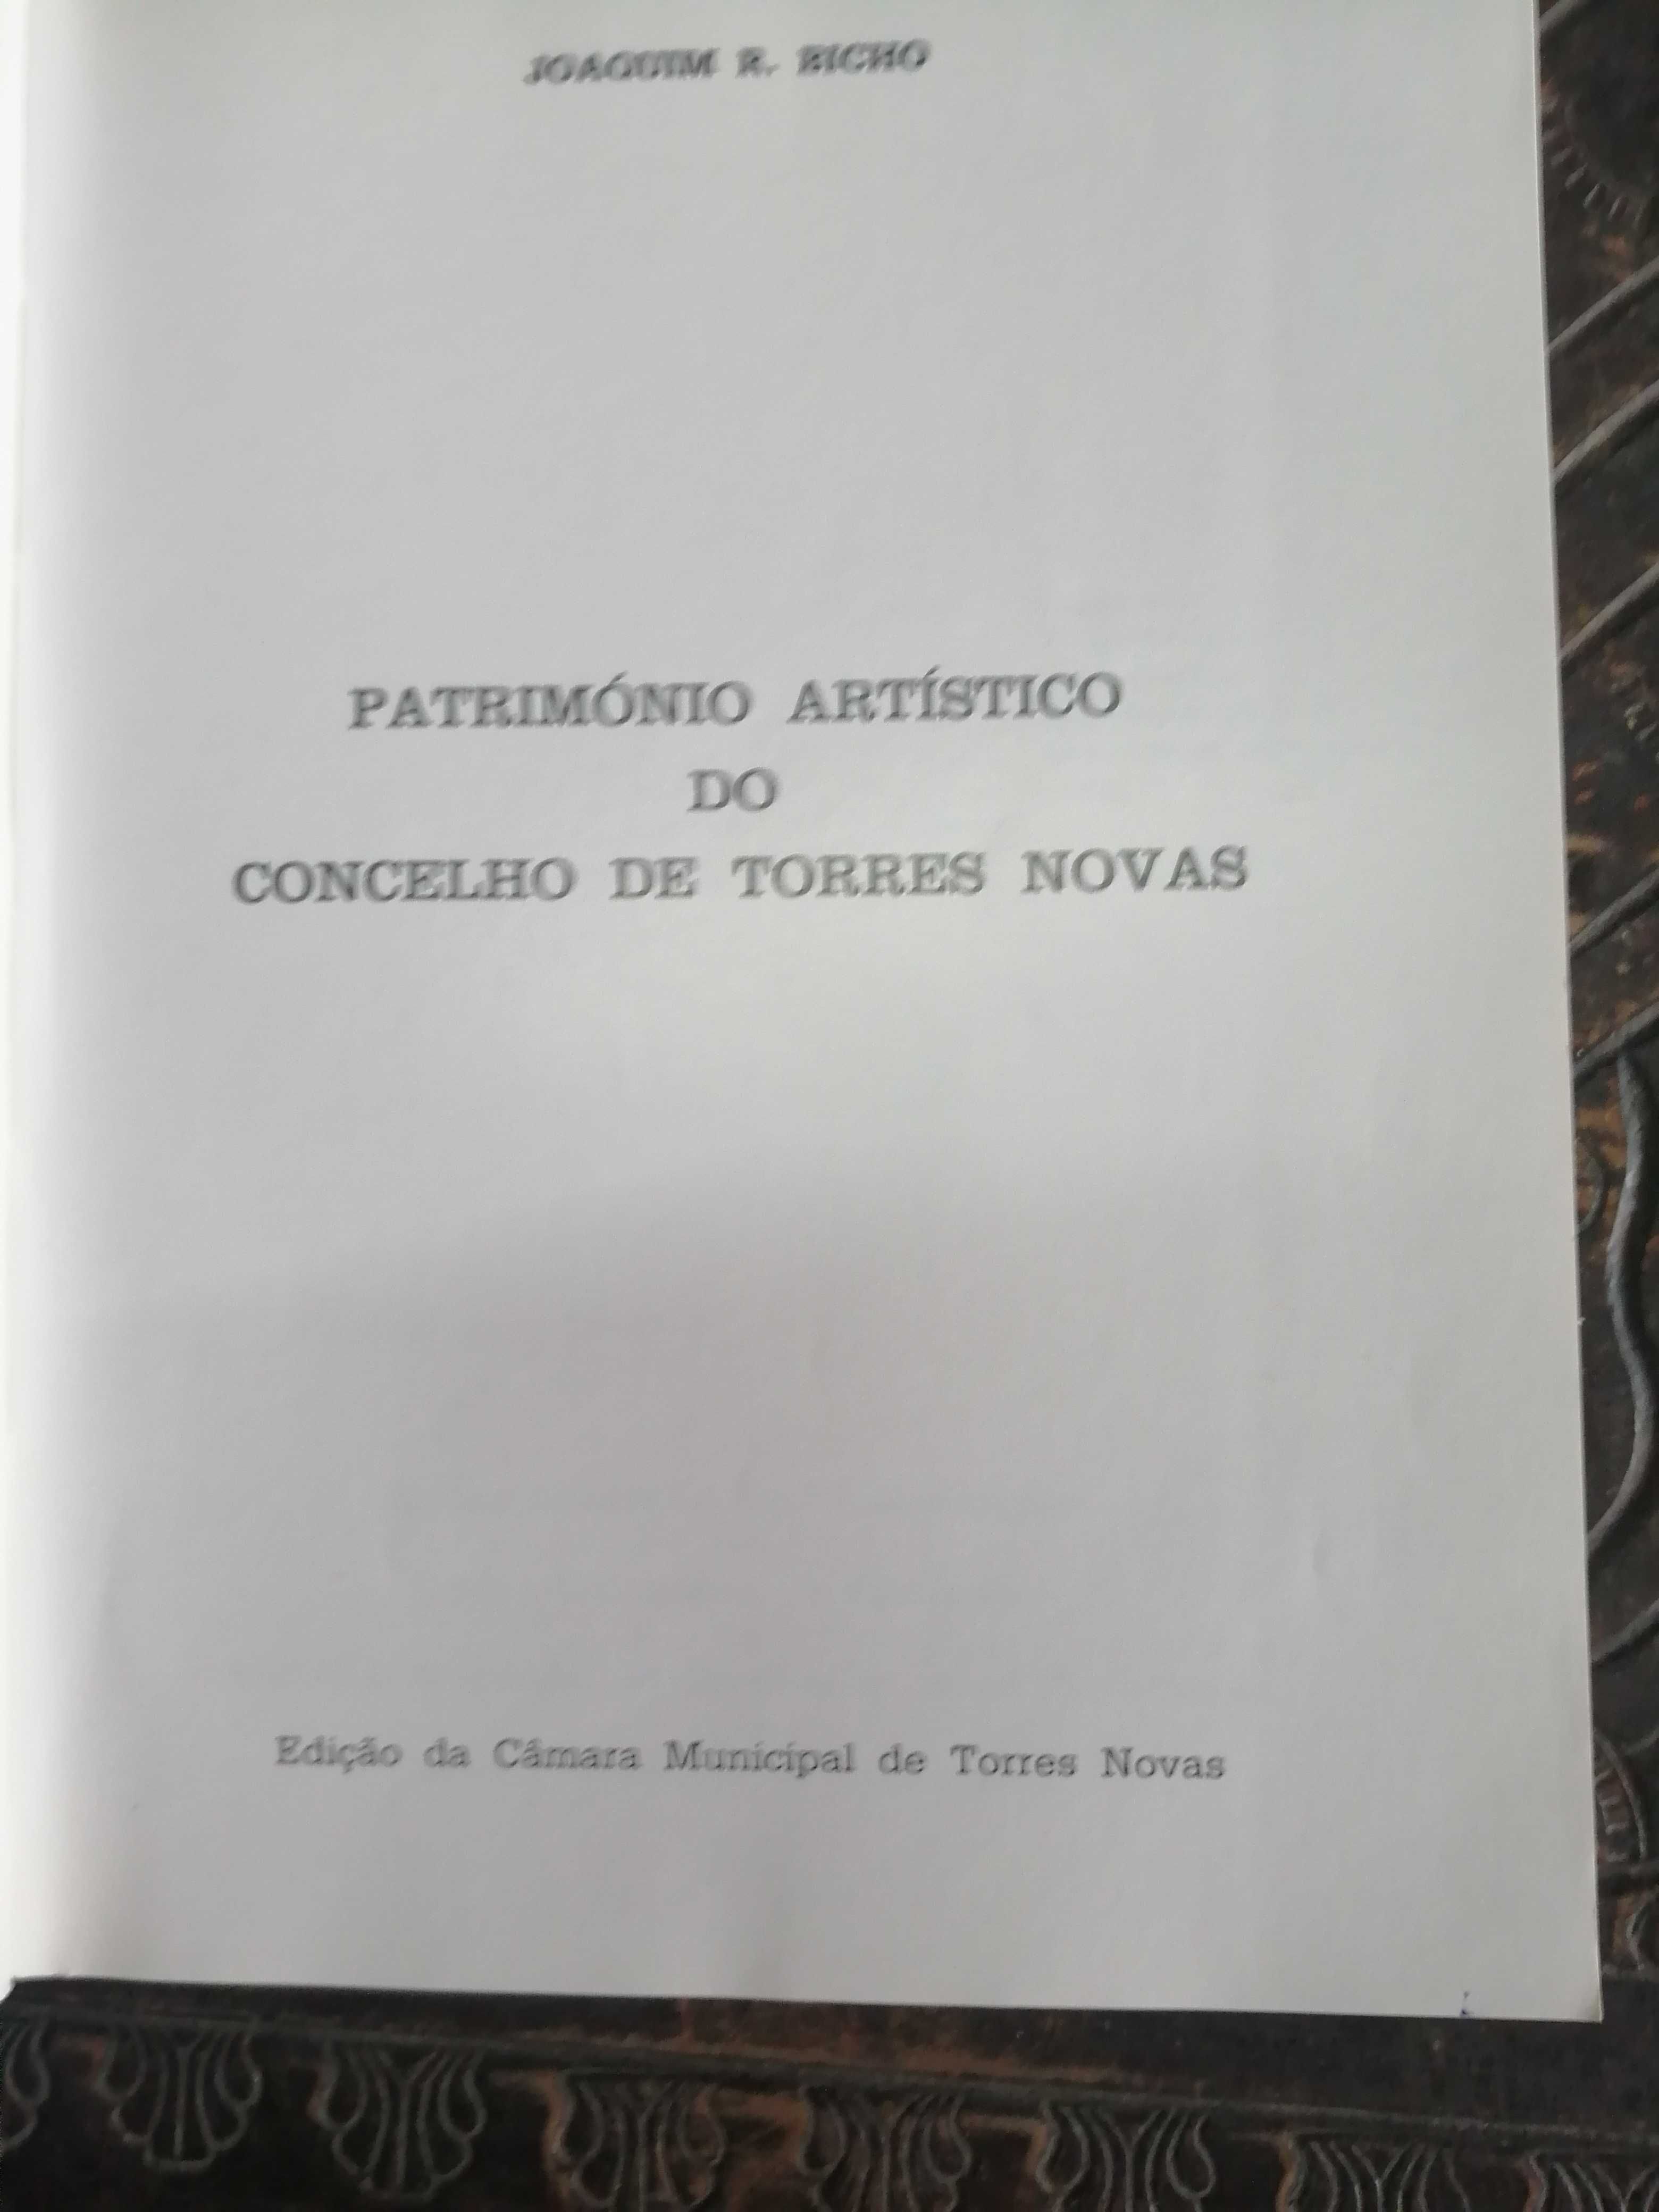 JOAQUIM R. BICHO
PATRIMÓNIO ARTÍSTICO
DO
CONCELHO DE TORRES NOVAS
Edição da Câmara Municipal de Torres Novas